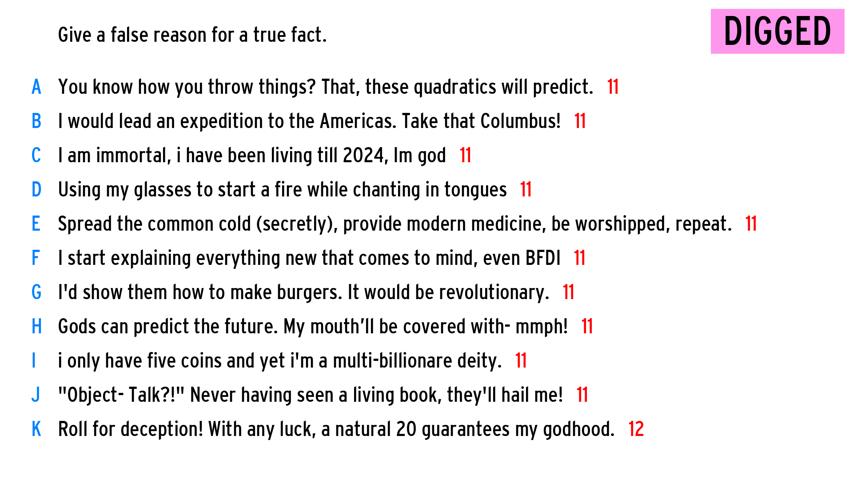 Give a false reason for a true fact.
DIGGED
A You know how you throw things? That, these quadratics will predict. 11
B I would lead an expedition to the Americas. Take that Columbus! 11
C I am immortal, i have been living till 2024, Im god 11
D Using my glasses to start a fire while chanting in tongues 11
E Spread the common cold (secretly), provide modern medicine, be worshipped, repeat. 11
F I start explaining everything new that comes to mind, even BFDI 11
G I'd show them how to make burgers. It would be revolutionary. 11
H Gods can predict the future. My mouth'll be covered with- mmph! 11
I i only have five coins and yet i'm a multi-billionare deity. 11
J "Object- Talk?!" Never having seen a living book, they'll hail me! 11
K Roll for deception! With any luck, a natural 20 guarantees my godhood. 12